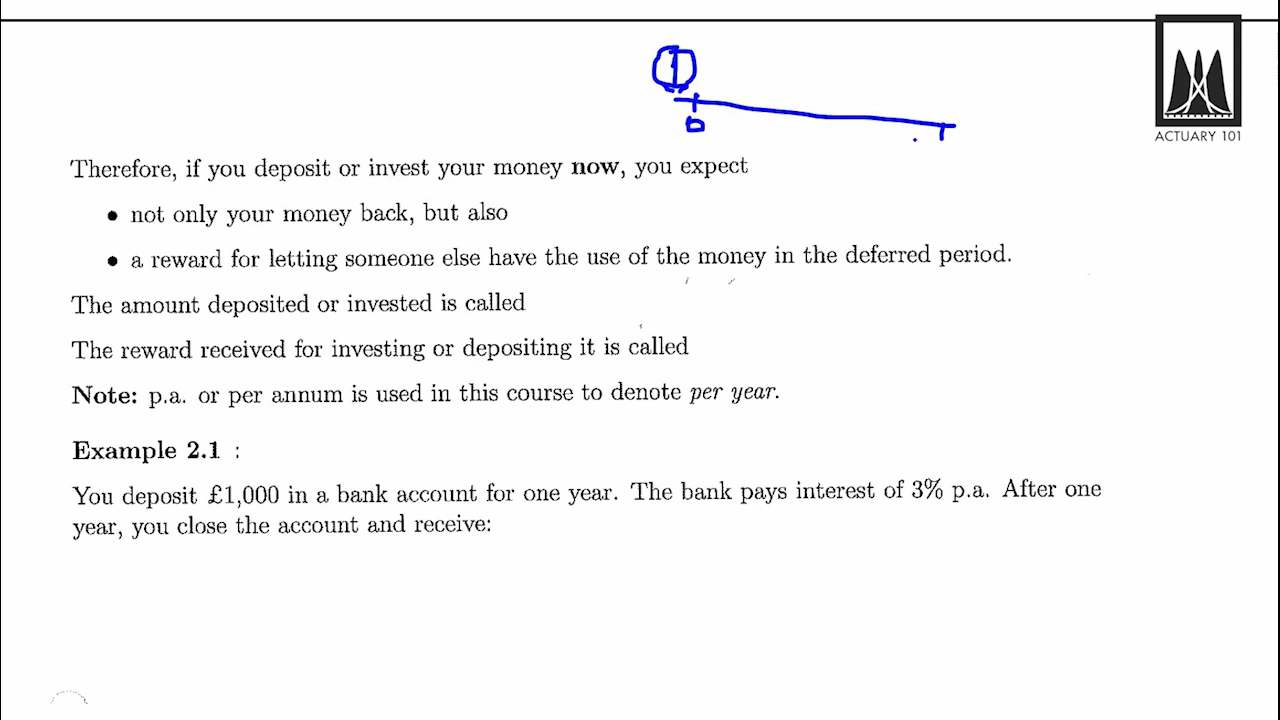 1
0
ACTUARY 101
Therefore, if you deposit or invest your money now, you expect
• not only your money back, but also
• a reward for letting someone else have the use of the money in the deferred period.
The amount deposited or invested is called
The reward received for investing or depositing it is called
Note: p.a. or per annum is used in this course to denote per year.
Example 2.1 :
You deposit £1,000 in a bank account for one year. The bank pays interest of 3% p.a. After one
year, you close the account and receive: